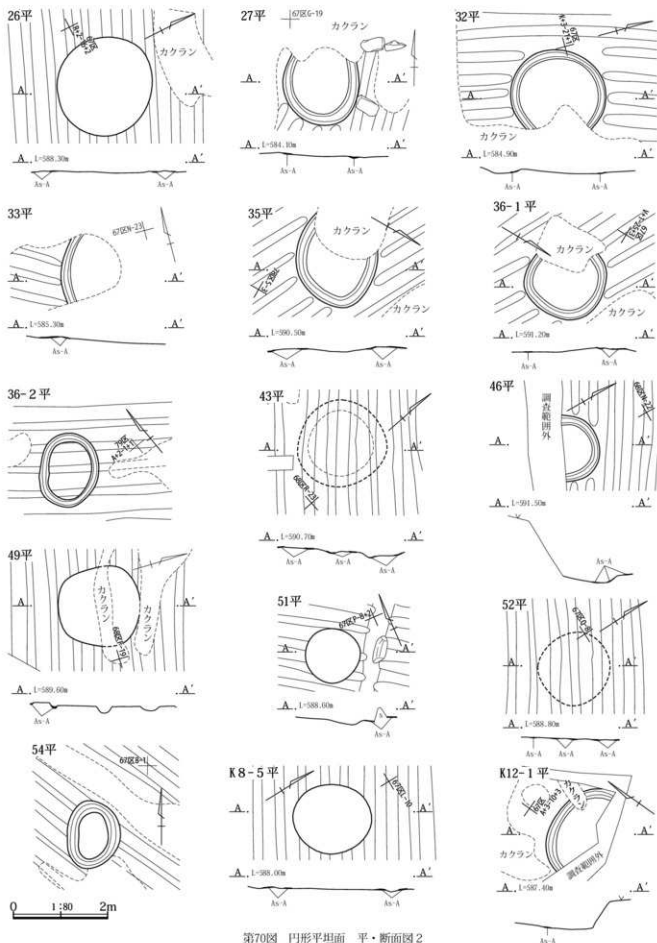 26平
カクラン
A
A'
A L=588.30m A'
As-A As-A
27平
67区G-19
カクラン
A
A'
A L=584.10m A'
As-A As-A
32平
カクラン
A
A'
A L=584.90m A'
As-A As-A
33平
67区N-23
A
A'
A L=585.30m A'
As-A
35平
カクラン
A
A'
カクラン
A L=590.50m A'
As-A As-A
36-1平
カクラン
A
A'
カクラン
A L=591.20m A'
As-A As-A
36-2平
43平
A
A'
A L=590.70m A'
As-A As-A As-A
46平
調査範囲外
A
A'
A L=591.50m A'
As-A
49平
カクラン
カクラン
A
A'
A L=589.60m A'
As-A
51平
A
A'
A L=588.00m A'
S
As-A
52平
A
A'
A L=588.80m A'
As-A As-A As-A
54平
67区S-1
K8-5平
67区L-10
A
A'
A L=588.00m A'
As-A As-A
K12-1平
カクラン
A
A'
調査範囲外
A L=587.40m A'
As-A
0 1:80 2m
第70図 円形平坦面 平・断面図2